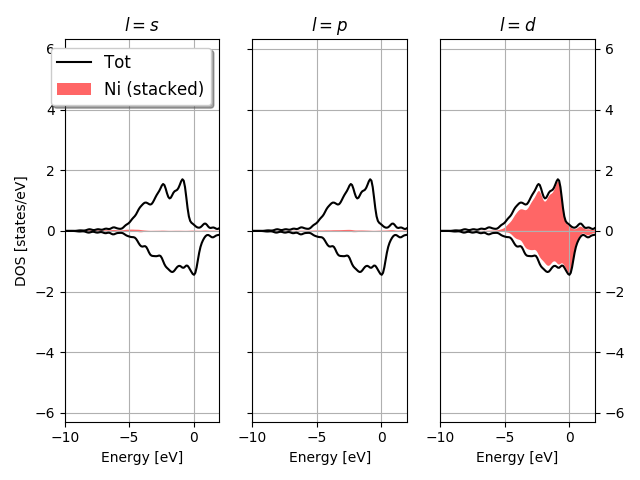 l = s
l = p
l = d
Tot
Ni (stacked)
DOS [states/eV]
6
4
2
0
−2
−4
−6
6
4
2
0
−2
−4
−6
−10
−5
0
−10
−5
0
−10
−5
0
Energy [eV]
Energy [eV]
Energy [eV]